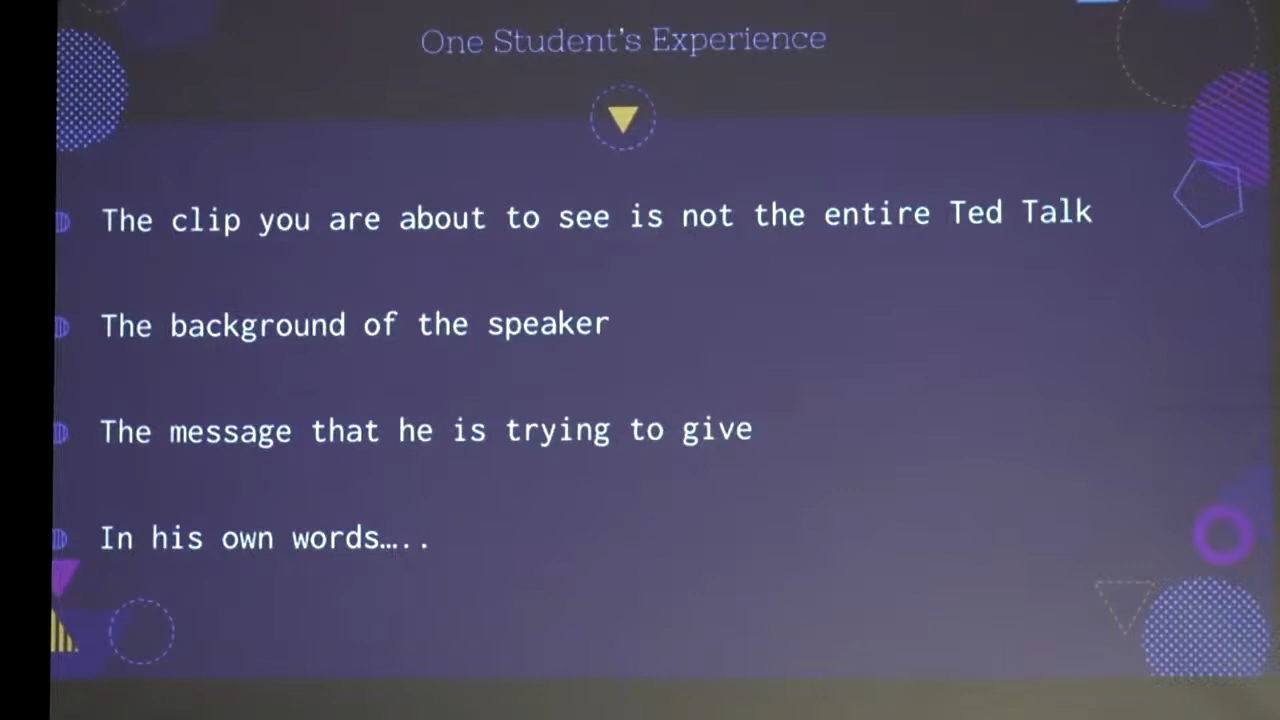 One Student's Experience
The clip you are about to see is not the entire Ted Talk
The background of the speaker
The message that he is trying to give
In his own words.....